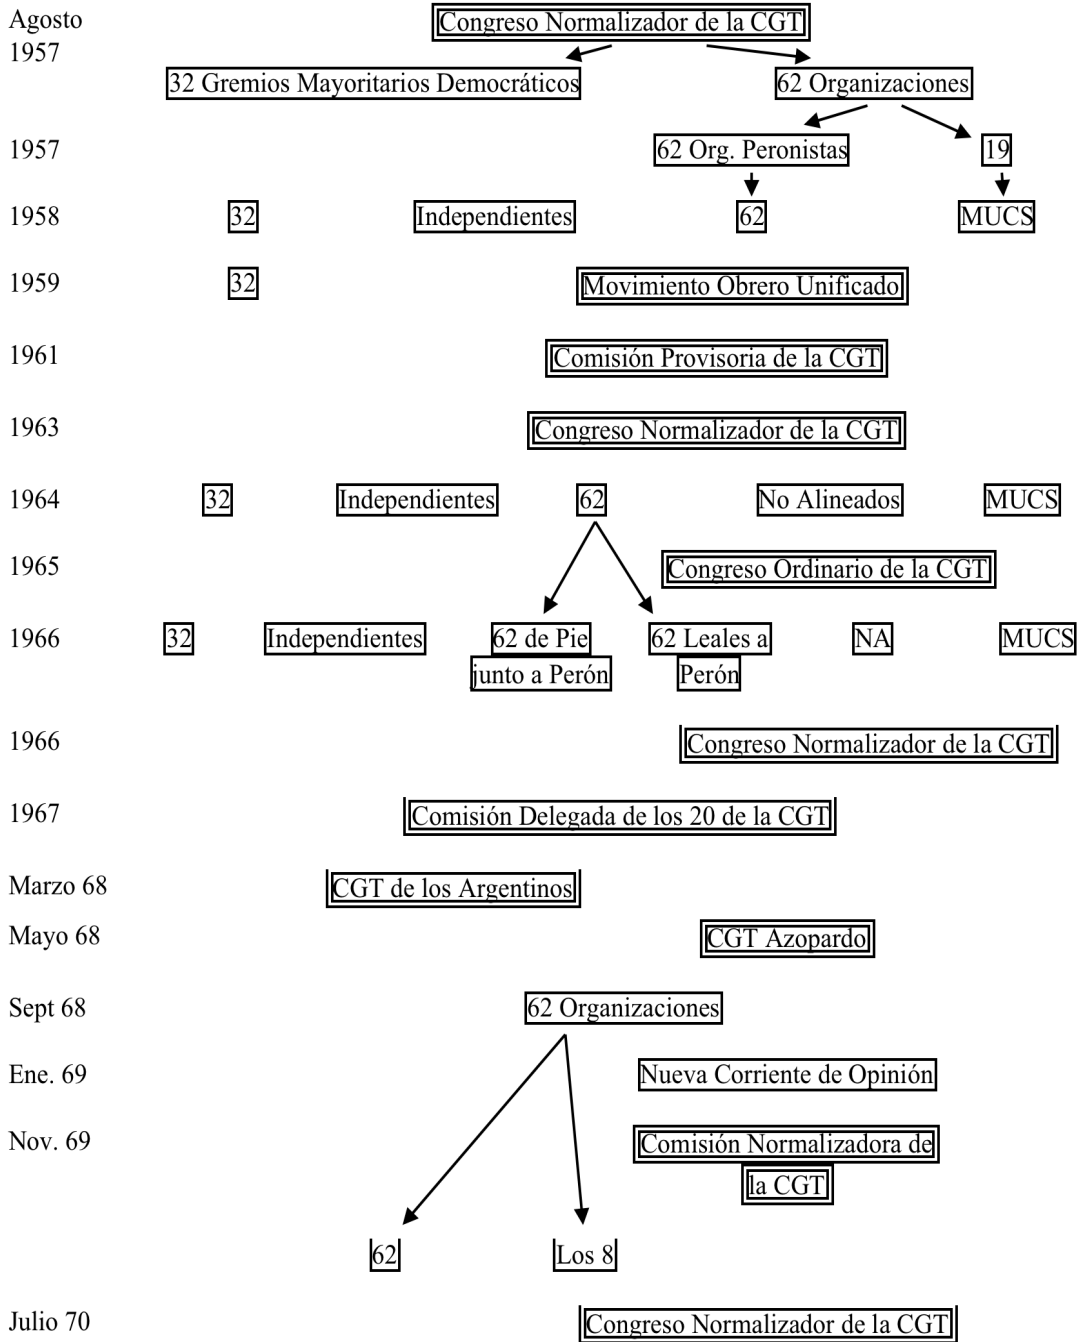 Agosto Congreso Normalizador de la CGT
1957
32 Gremios Mayoritarios Democráticos 62 Organizaciones
1957 62 Org. Peronistas 19
1958 32 Independientes 62 MUCS
1959 32 Movimiento Obrero Unificado
1961 Comisión Provisoria de la CGT
1963 Congreso Normalizador de la CGT
1964 32 Independientes 62 No Alineados MUCS
1965 Congreso Ordinario de la CGT
1966 32 Independientes 62 de Pie 62 Leales a NA MUCS
junto a Perón Perón
1966 Congreso Normalizador de la CGT
1967 Comisión Delegada de los 20 de la CGT
Marzo 68 CGT de los Argentinos
Mayo 68 CGT Azopardo
Sept 68 62 Organizaciones
Ene. 69 Nueva Corriente de Opinión
Nov. 69 Comisión Normalizadora de
la CGT
62 Los 8
Julio 70 Congreso Normalizador de la CGT